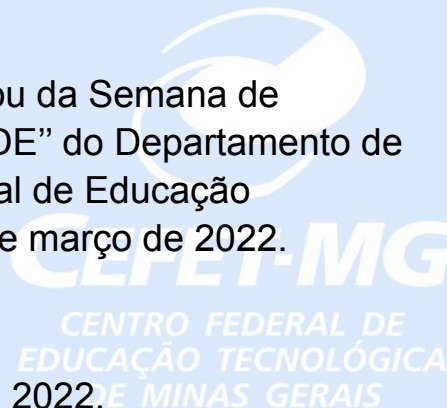 ou da Semana de
DE’’ do Departamento de
al de Educação
e março de 2022.
CEFET-MG
CENTRO FEDERAL DE
EDUCAÇÃO TECNOLÓGICA
2022.
DE MINAS GERAIS